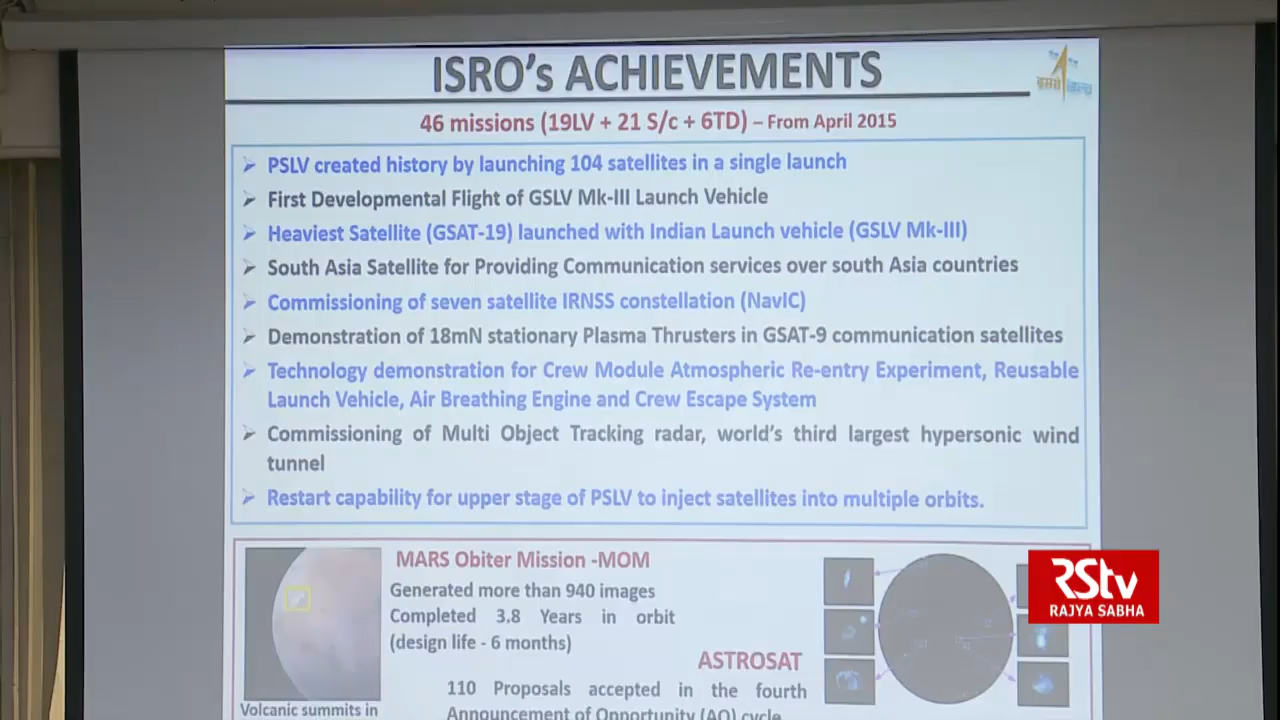 ISRO's ACHIEVEMENTS
इसरो isro
46 missions (19LV + 21 S/c + 6TD) – From April 2015
➢ PSLV created history by launching 104 satellites in a single launch
➢ First Developmental Flight of GSLV Mk-III Launch Vehicle
➢ Heaviest Satellite (GSAT-19) launched with Indian Launch vehicle (GSLV Mk-III)
➢ South Asia Satellite for Providing Communication services over south Asia countries
➢ Commissioning of seven satellite IRNSS constellation (NavIC)
➢ Demonstration of 18mN stationary Plasma Thrusters in GSAT-9 communication satellites
➢ Technology demonstration for Crew Module Atmospheric Re-entry Experiment, Reusable
Launch Vehicle, Air Breathing Engine and Crew Escape System
➢ Commissioning of Multi Object Tracking radar, world's third largest hypersonic wind
tunnel
➢ Restart capability for upper stage of PSLV to inject satellites into multiple orbits.
MARS Obiter Mission -MOM
Generated more than 940 images
Completed 3.8 Years in orbit
(design life - 6 months)
Volcanic summits in
ASTROSAT
110 Proposals accepted in the fourth
Announcement of Opportunity (AO) cycle
RStv
RAJYA SABHA